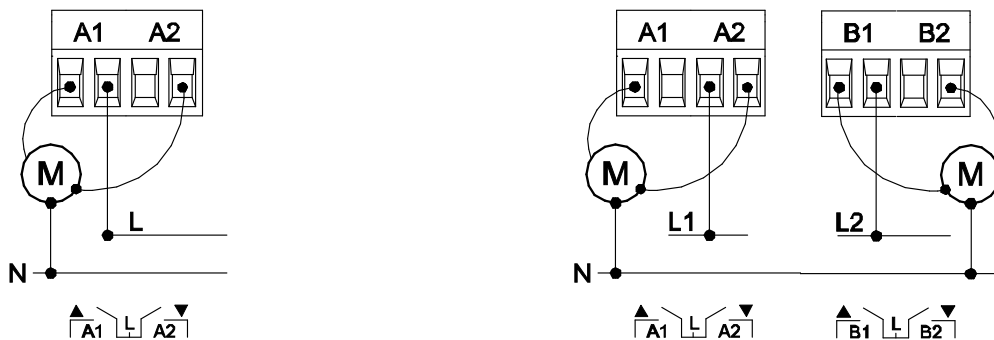 A1 A2 A1 A2 B1 B2
M M M
L L1 L2
N N
▲ L ▼ ▲ L ▼ ▲ L ▼
A1 A2 A1 A2 B1 B2